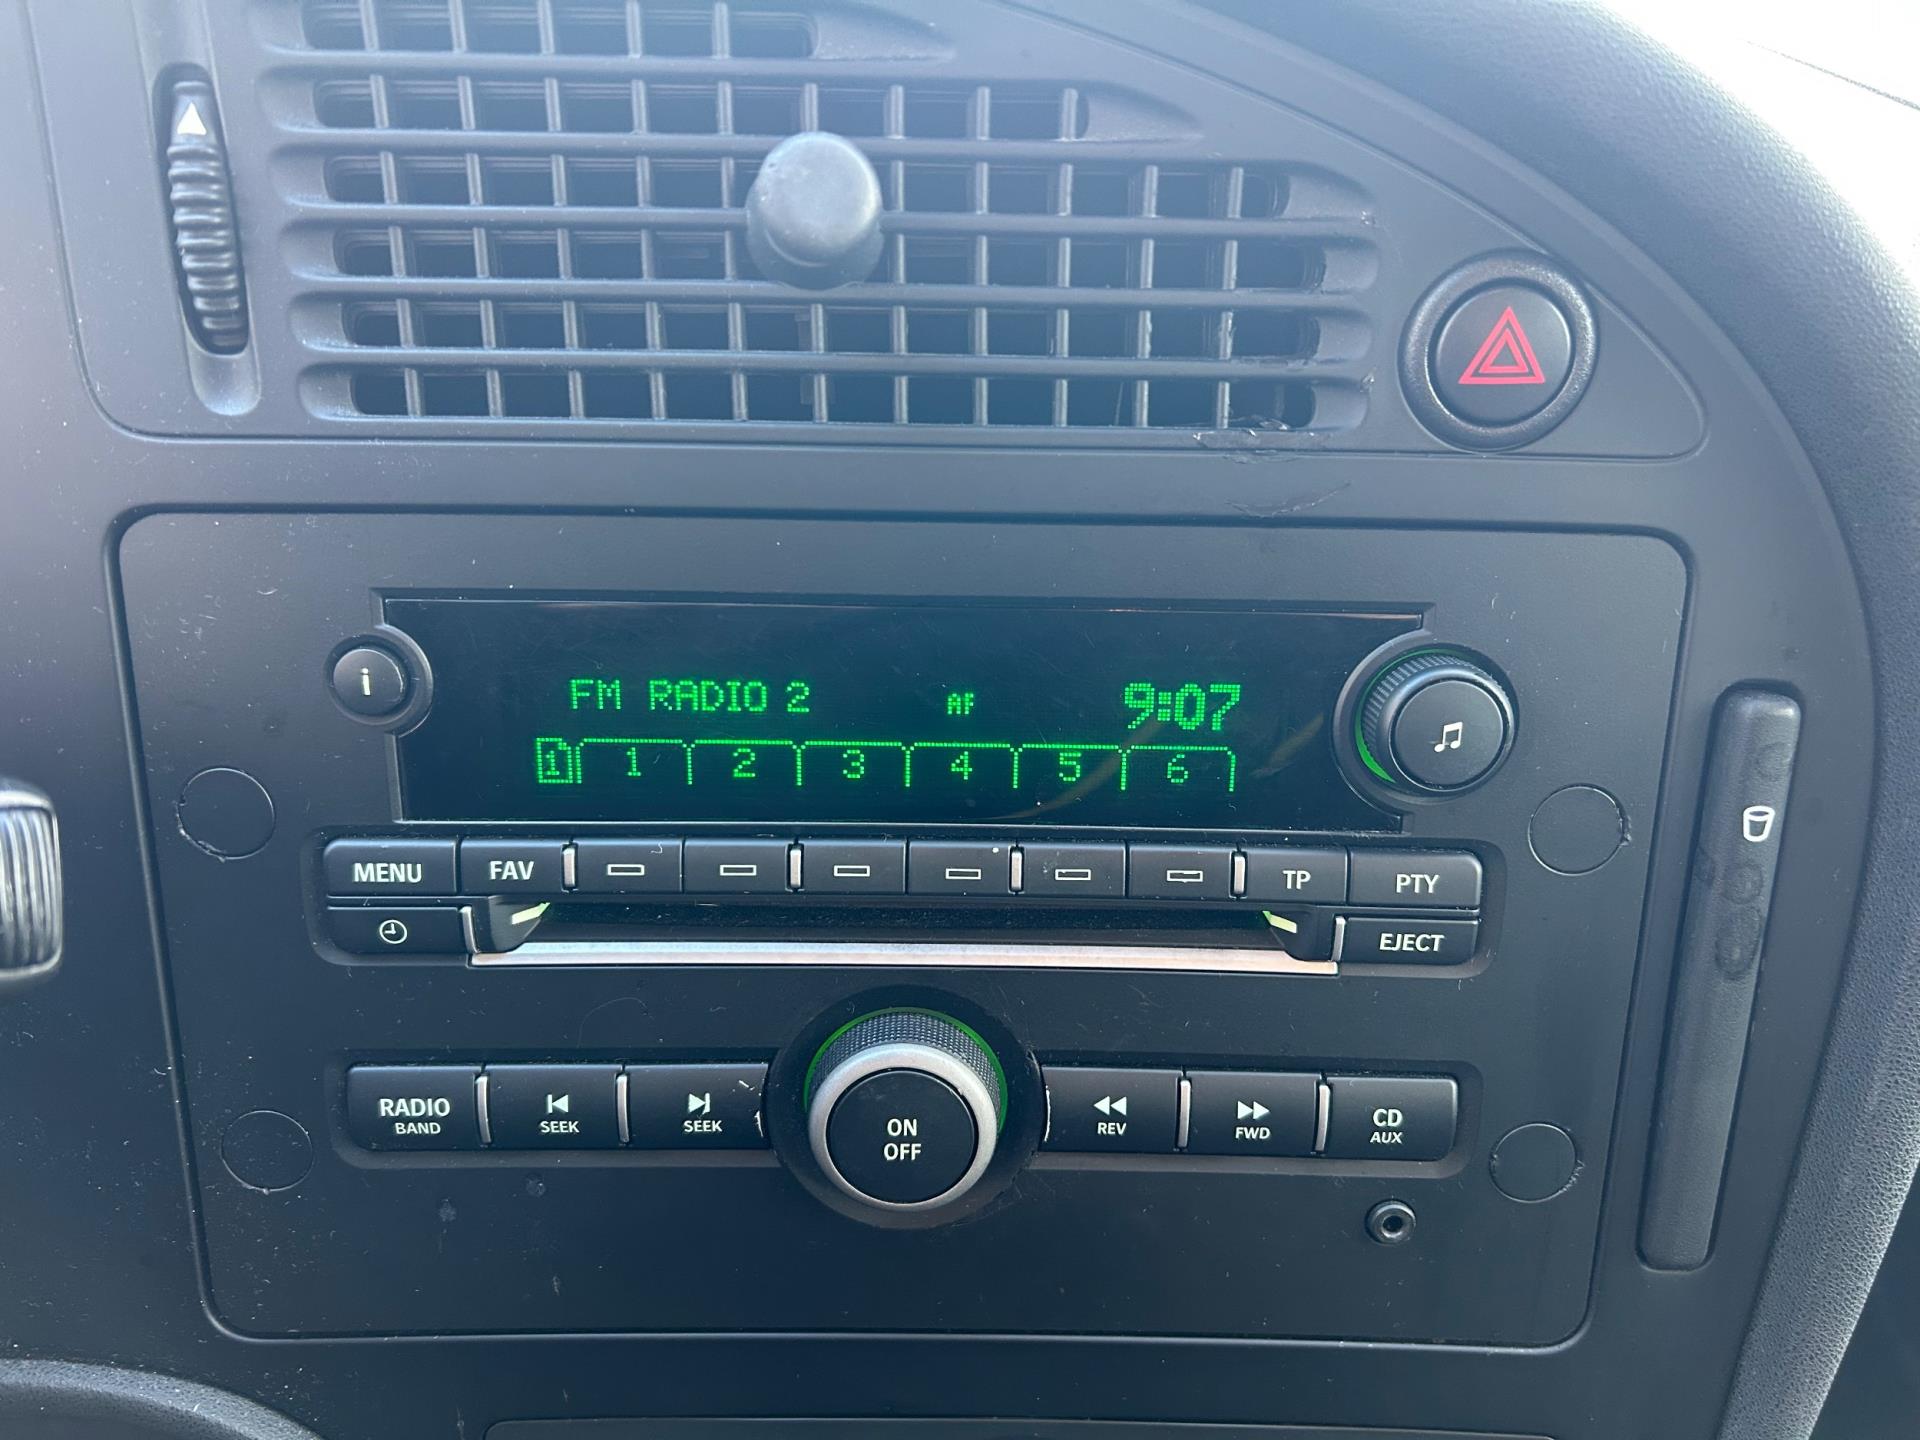 i
FM RADIO 2 AF 9:07
1 1 2 3 4 5 6
MENU FAV TP PTY
EJECT
RADIO BAND
SEEK
SEEK
ON
OFF
REV
FWD
CD
AUX